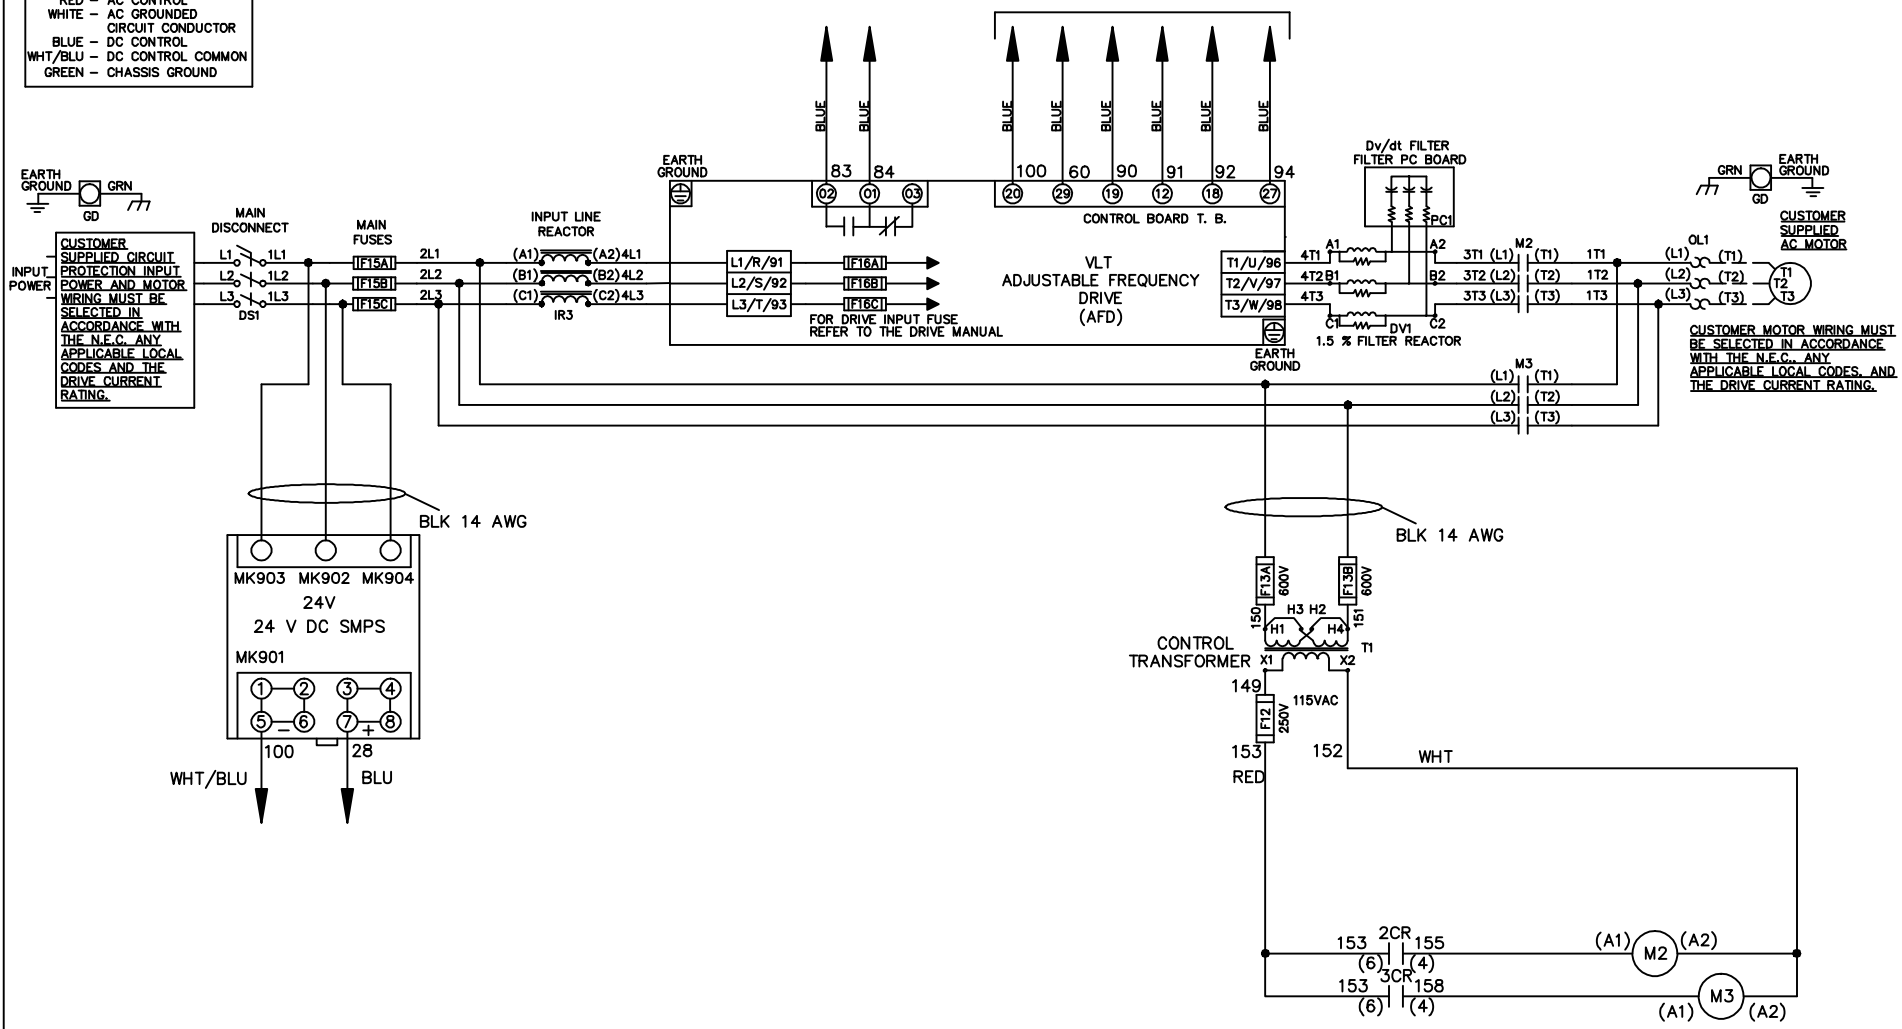 RED – AC CONTROL
WHITE – AC GROUNDED
CIRCUIT CONDUCTOR
BLUE – DC CONTROL
WHT/BLU – DC CONTROL COMMON
GREEN – CHASSIS GROUND
BLUE
BLUE
BLUE
BLUE
BLUE
BLUE
BLUE
BLUE
EARTH
GROUND
GRN
GD
INPUT
POWER
CUSTOMER
SUPPLIED CIRCUIT
PROTECTION INPUT
POWER AND MOTOR
WIRING MUST BE
SELECTED IN
ACCORDANCE WITH
THE N.E.C. ANY
APPLICABLE LOCAL
CODES AND THE
DRIVE CURRENT
RATING.
MAIN
DISCONNECT
L1 1L1
L2 1L2
L3 1L3
DS1
MAIN
FUSES
F15A
F15B
F15C
2L1
2L2
2L3
INPUT LINE
REACTOR
(A1) (A2) 4L1
(B1) (B2) 4L2
(C1) (C2) 4L3
IR3
EARTH
GROUND
83 84
02 01 03
100 60 90 91 92 94
20 29 19 12 18 27
CONTROL BOARD T. B.
L1/R/91
L2/S/92
L3/T/93
F16A
F16B
F16C
FOR DRIVE INPUT FUSE
REFER TO THE DRIVE MANUAL
VLT
ADJUSTABLE FREQUENCY
DRIVE
(AFD)
T1/U/96
T2/V/97
T3/W/98
EARTH
GROUND
4T1
4T2
4T3
Dv/dt FILTER
FILTER PC BOARD
PC1
A1 A2
B1 B2
C1 C2
DV1
1.5 % FILTER REACTOR
M2
3T1 (L1) (T1) 1T1
3T2 (L2) (T2) 1T2
3T3 (L3) (T3) 1T3
OL1
(L1) (T1)
(L2) (T2)
(L3) (T3)
GRN
GD
EARTH
GROUND
CUSTOMER
SUPPLIED
AC MOTOR
T1
T2
T3
CUSTOMER MOTOR WIRING MUST
BE SELECTED IN ACCORDANCE
WITH THE N.E.C., ANY
APPLICABLE LOCAL CODES, AND
THE DRIVE CURRENT RATING.
M3
(L1) (T1)
(L2) (T2)
(L3) (T3)
BLK 14 AWG
MK903 MK902 MK904
24V
24 V DC SMPS
MK901
1 2 3 4
5 6 7 8
– +
100 28
WHT/BLU BLU
BLK 14 AWG
F13A
600V
F13B
600V
150 151
H3 H2
H1 H4
T1
CONTROL
TRANSFORMER
X1 X2
149
115VAC
F12
250V
153 152
RED
WHT
2CR
153 155
(6) (4)
(A1) M2 (A2)
3CR
153 158
(6) (4)
(A1) M3 (A2)